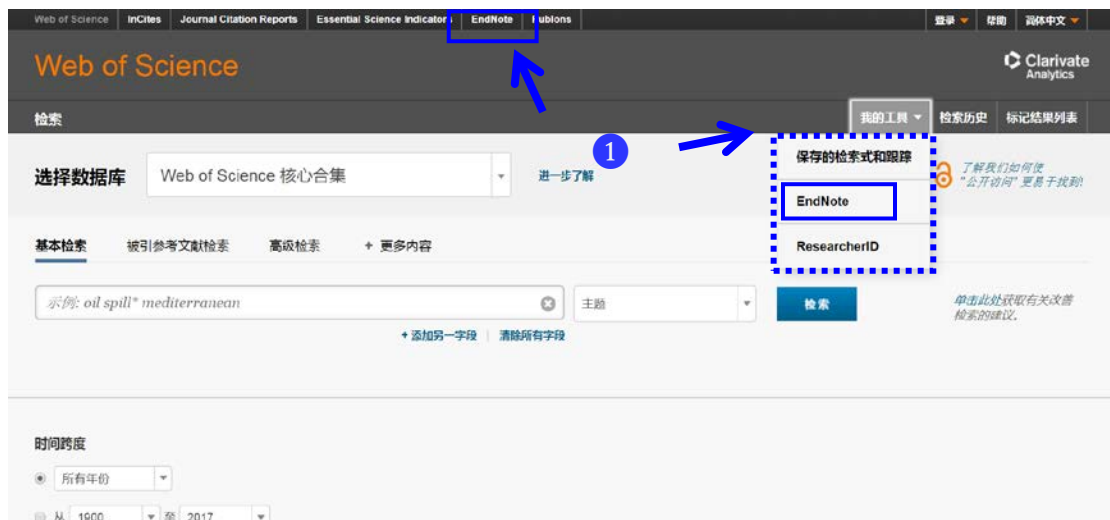 Web of Science InCites Journal Citation Reports Essential Science Indicators EndNote Publons 登录 帮助 简体中文
Web of Science
Clarivate
Analytics
检索 我的工具 检索历史 标记结果列表
选择数据库 Web of Science 核心合集 进一步了解
1
保存的检索式和跟踪
EndNote
ResearcherID
了解我们如何使
"公开访问" 更易于找到!
基本检索 被引参考文献检索 高级检索 + 更多内容
示例: oil spill* mediterranean 主题 检索
单击此处获取有关改善
检索的建议。
+ 添加另一字段 | 清除所有字段
时间跨度
所有年份
从 1900 至 2017